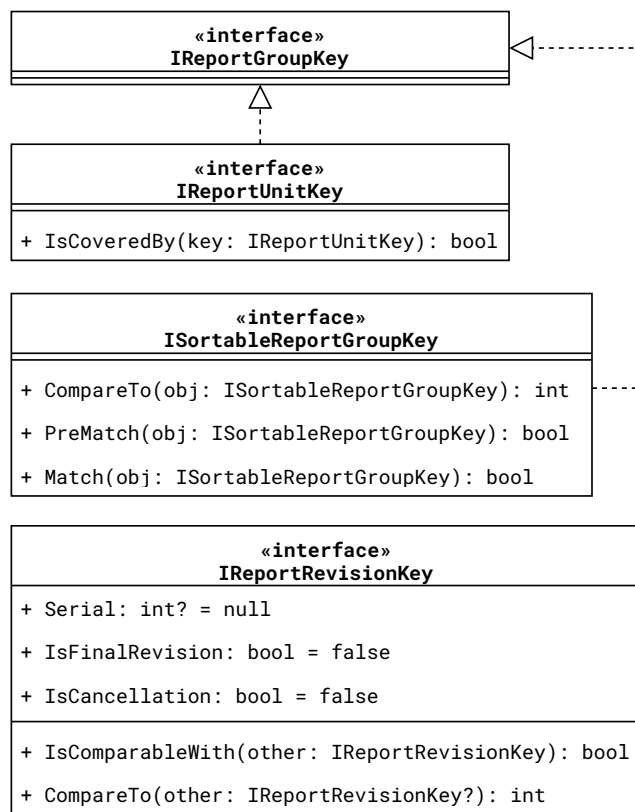 «interface»
IReportGroupKey
«interface»
IReportUnitKey
+ IsCoveredBy(key: IReportUnitKey): bool
«interface»
ISortableReportGroupKey
+ CompareTo(obj: ISortableReportGroupKey): int
+ PreMatch(obj: ISortableReportGroupKey): bool
+ Match(obj: ISortableReportGroupKey): bool
«interface»
IReportRevisionKey
+ Serial: int? = null
+ IsFinalRevision: bool = false
+ IsCancellation: bool = false
+ IsComparableWith(other: IReportRevisionKey): bool
+ CompareTo(other: IReportRevisionKey?): int